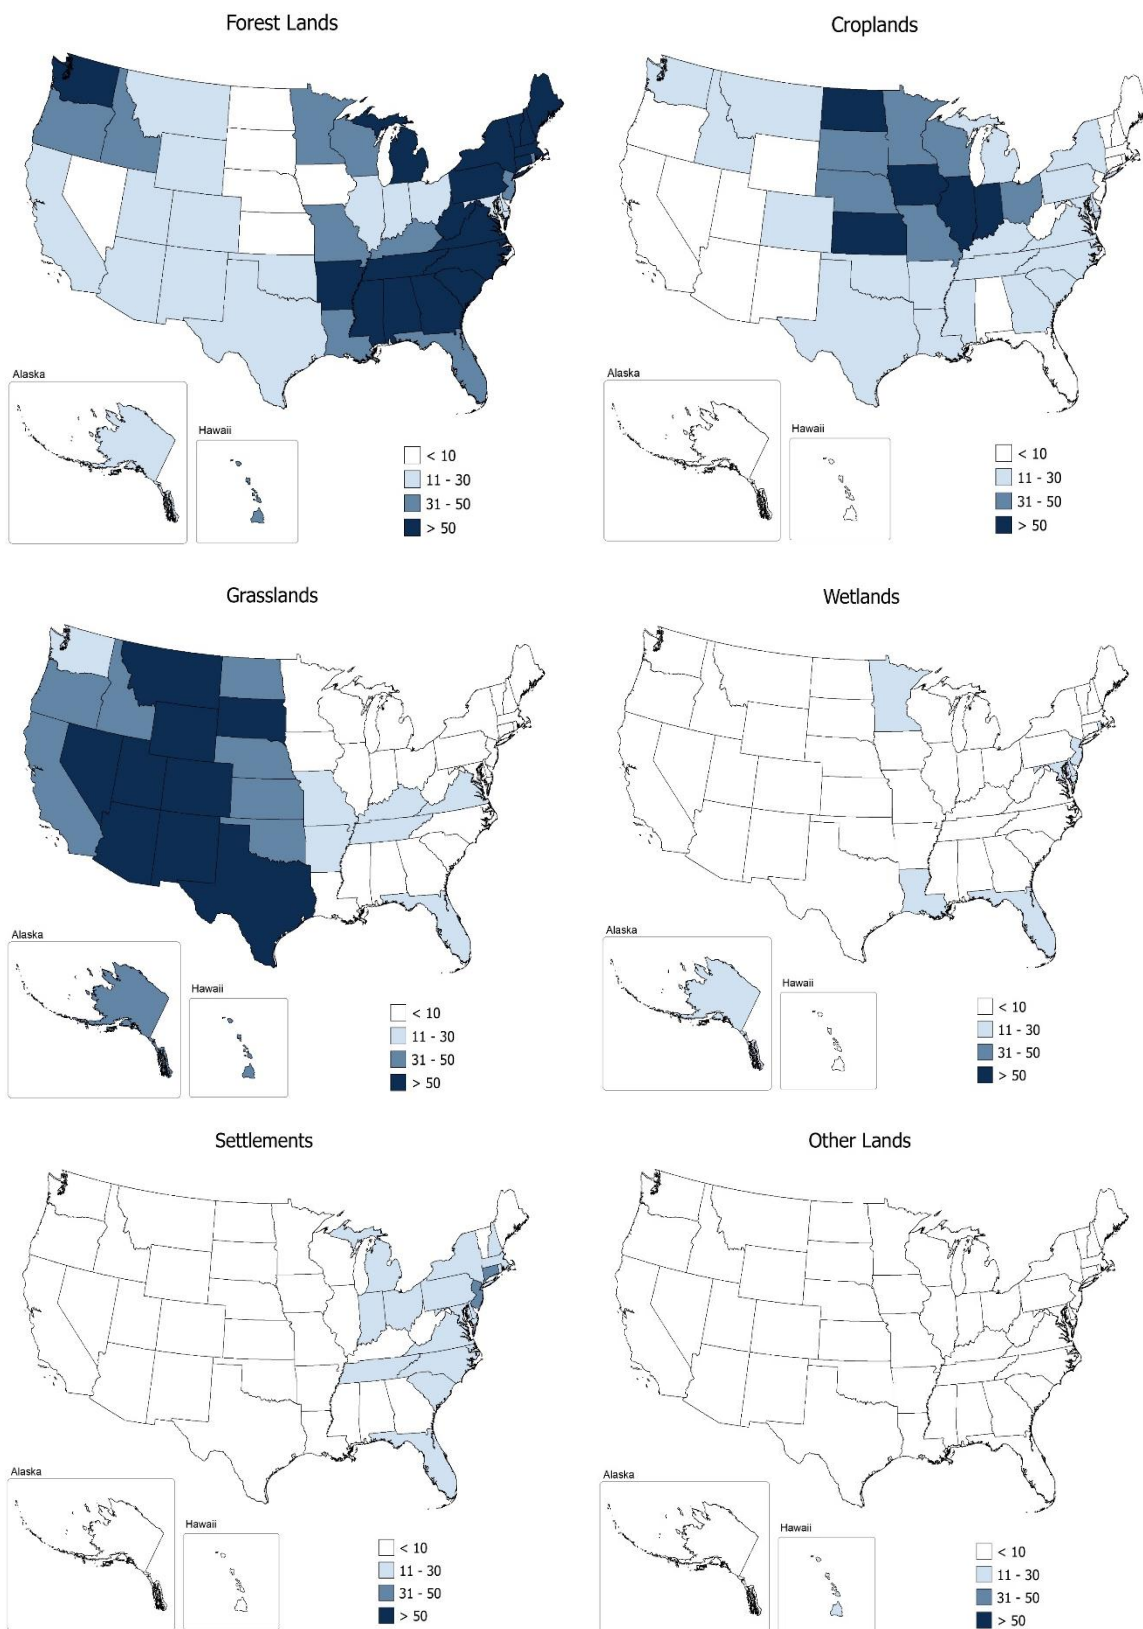 Forest Lands
Alaska
Hawaii
< 10
11 - 30
31 - 50
> 50
Croplands
Alaska
Hawaii
< 10
11 - 30
31 - 50
> 50
Grasslands
Alaska
Hawaii
< 10
11 - 30
31 - 50
> 50
Wetlands
Alaska
Hawaii
< 10
11 - 30
31 - 50
> 50
Settlements
Alaska
Hawaii
< 10
11 - 30
31 - 50
> 50
Other Lands
Alaska
Hawaii
< 10
11 - 30
31 - 50
> 50